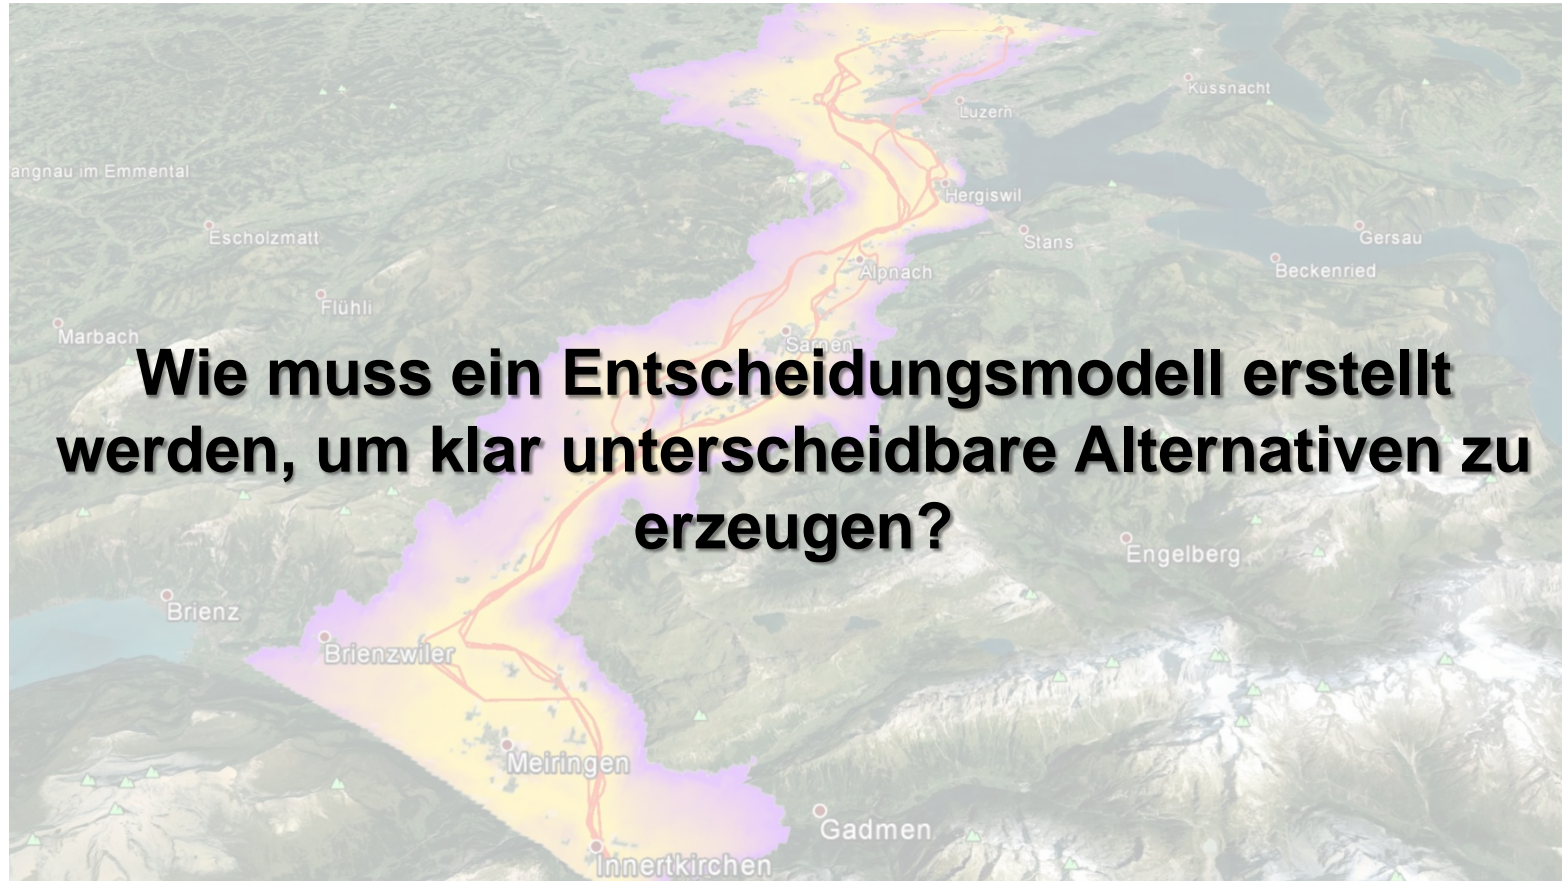 Küssnacht
Luzern
angnau im Emmental
Hergiswil
Escholzmatt
Stans
Gersau
Alpnach
Beckenried
Flühli
Marbach
Sarnen
Wie muss ein Entscheidungsmodell erstellt
werden, um klar unterscheidbare Alternativen zu
erzeugen?
Engelberg
Brienz
Brienzwiler
Meiringen
Gadmen
Innertkirchen